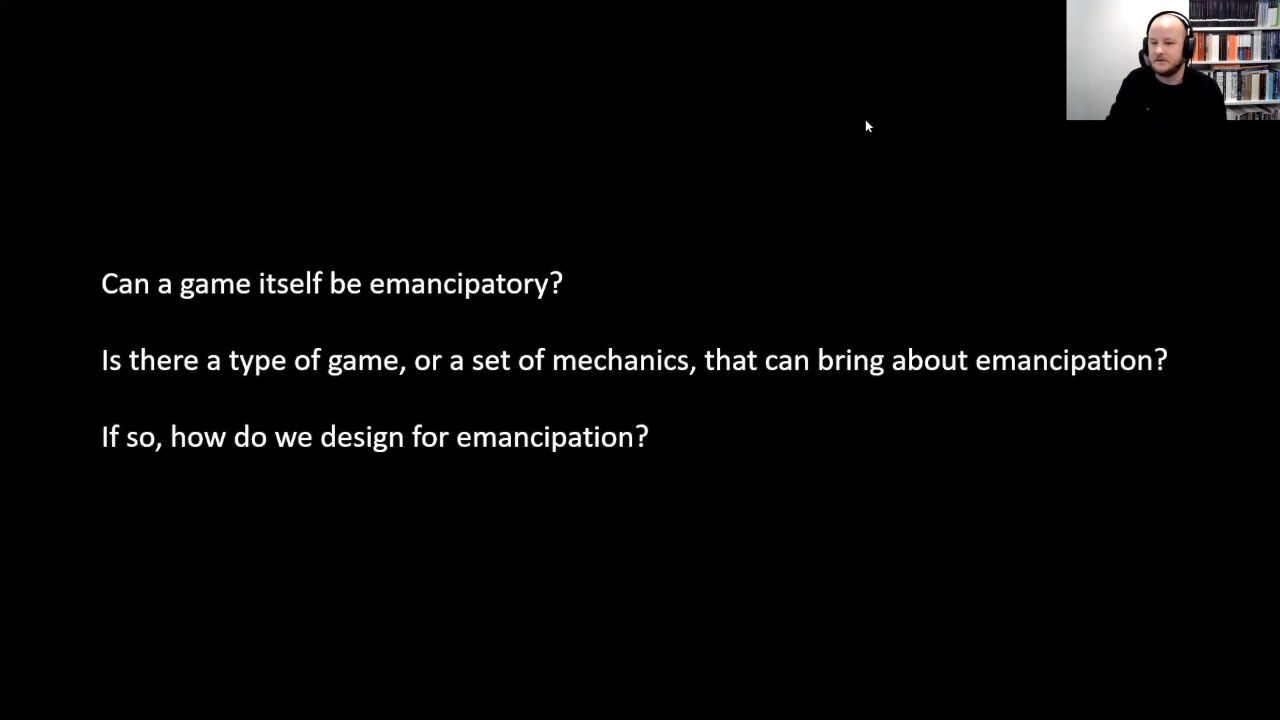 Can a game itself be emancipatory?
Is there a type of game, or a set of mechanics, that can bring about emancipation?
If so, how do we design for emancipation?